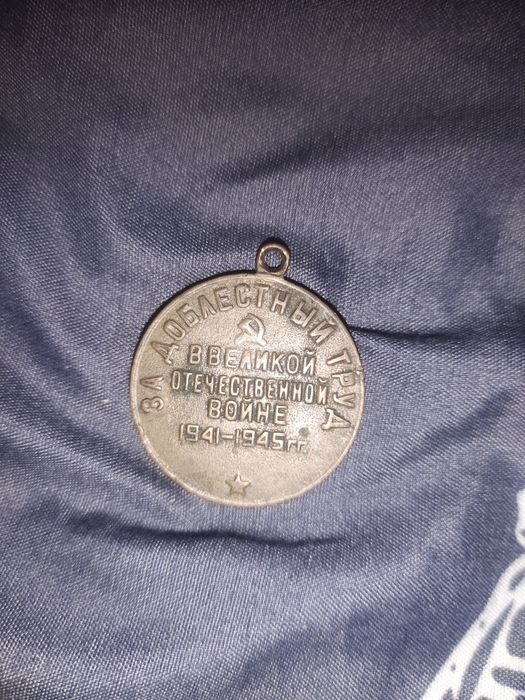 ЗА ДОБЛЕСТНЫЙ ТРУД
В ВЕЛИКОЙ
ОТЕЧЕСТВЕННОЙ
ВОЙНЕ
1941-1945гг.